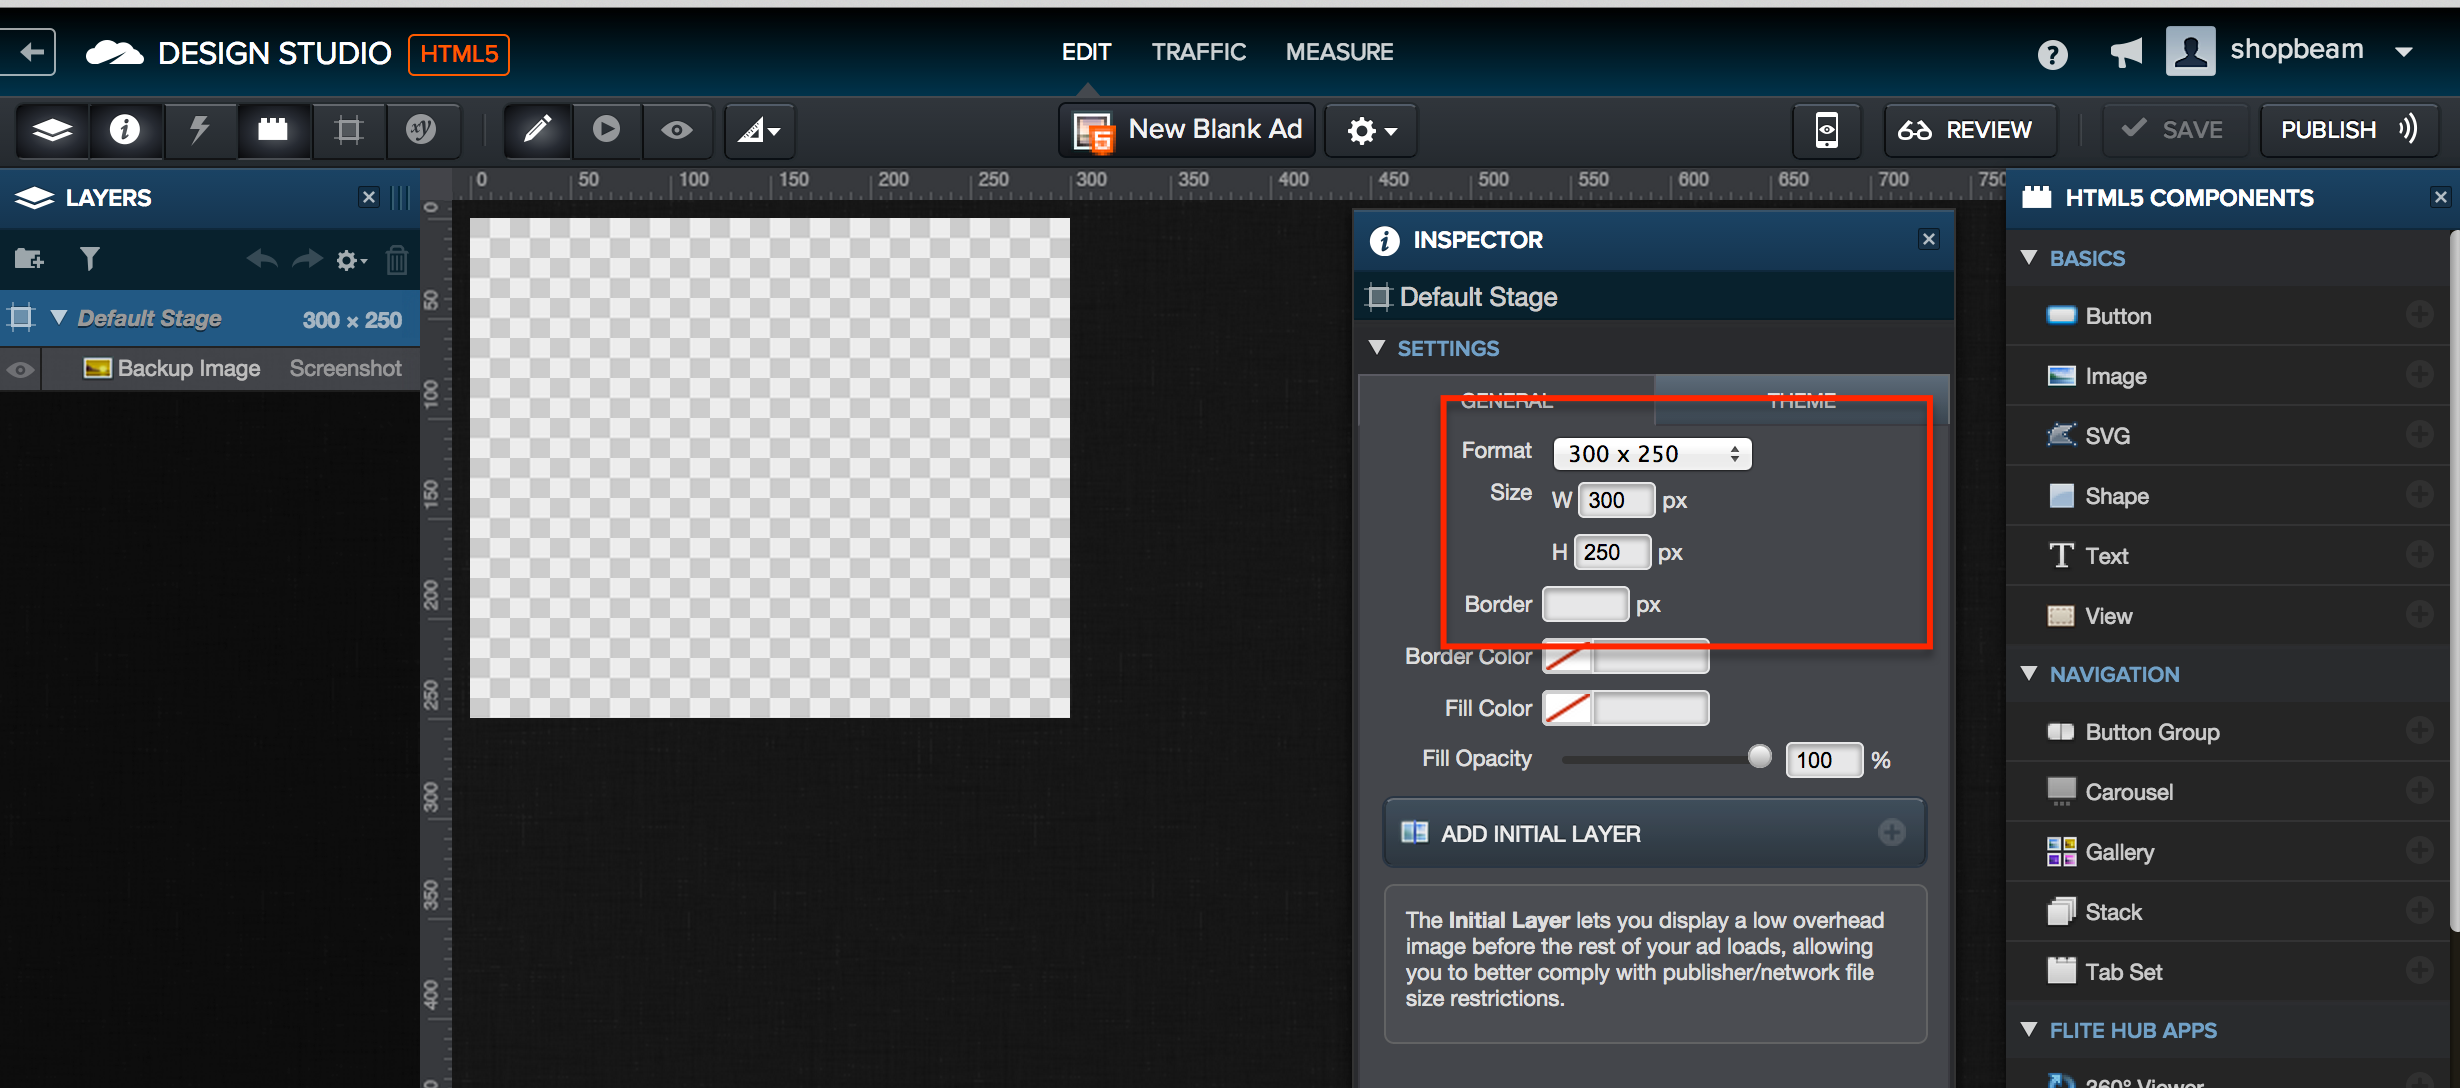 DESIGN STUDIO HTML5
EDIT TRAFFIC MEASURE
? shopbeam
i xy
5 New Blank Ad
REVIEW SAVE PUBLISH
LAYERS
Default Stage 300 × 250
Backup Image Screenshot
0 50 100 150 200 250 300 350 400 450 500 550 600 650 700 750
0
50
100
150
200
250
300
350
400
i INSPECTOR
Default Stage
SETTINGS
GENERAL THEME
Format 300 x 250
Size W 300 px
H 250 px
Border px
Border Color
Fill Color
Fill Opacity 100 %
ADD INITIAL LAYER
The Initial Layer lets you display a low overhead
image before the rest of your ad loads, allowing
you to better comply with publisher/network file
size restrictions.
HTML5 COMPONENTS
BASICS
Button
Image
SVG
Shape
T Text
View
NAVIGATION
Button Group
Carousel
Gallery
Stack
Tab Set
FLITE HUB APPS
360° Viewer